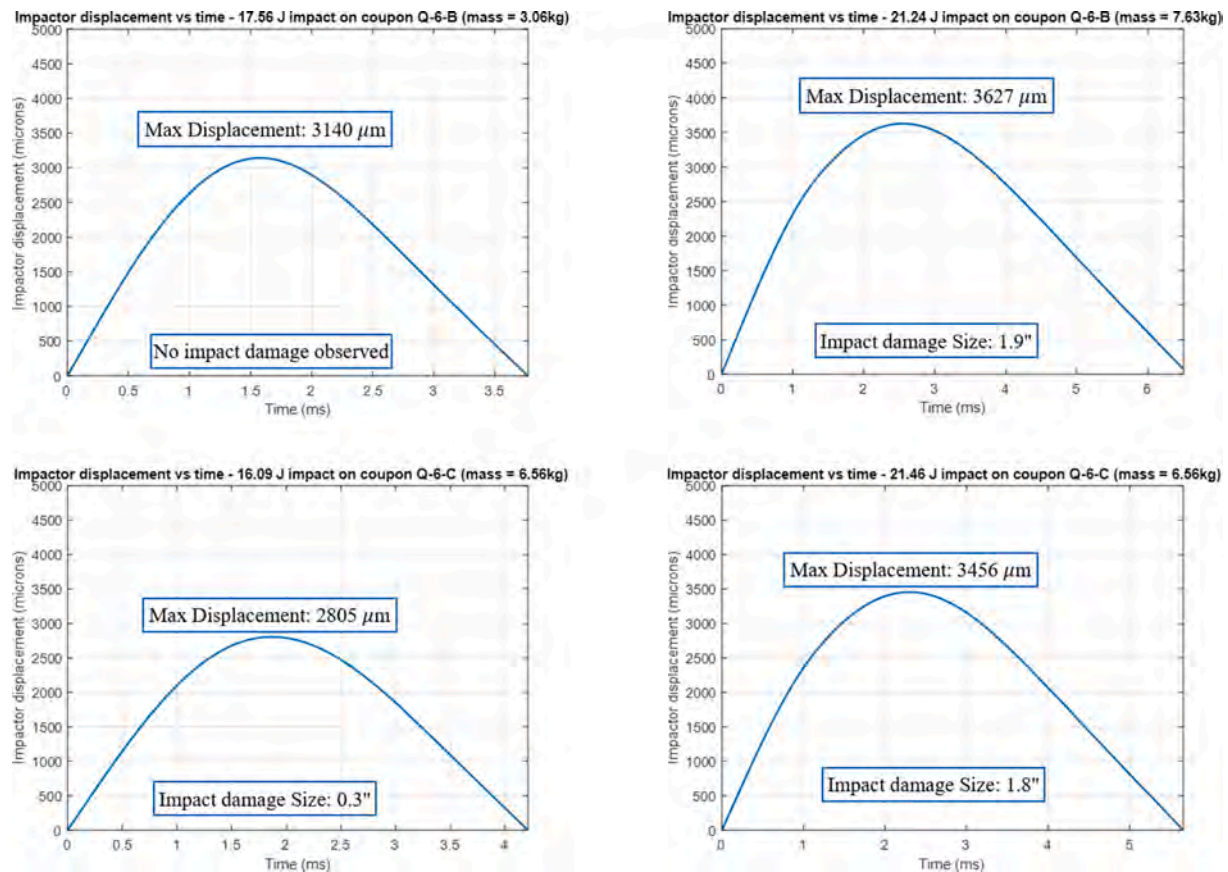 Impactor displacement vs time - 17.56 J impact on coupon Q-6-B (mass = 3.06kg)
5000
4500
4000
3500
3000
2500
2000
1500
1000
500
0
Impactor displacement (microns)
Max Displacement: 3140 μm
No impact damage observed
0 0.5 1 1.5 2 2.5 3 3.5
Time (ms)
Impactor displacement vs time - 21.24 J impact on coupon Q-6-B (mass = 7.63kg)
5000
4500
4000
3500
3000
2500
2000
1500
1000
500
0
Impactor displacement (microns)
Max Displacement: 3627 μm
Impact damage Size: 1.9"
0 1 2 3 4 5 6
Time (ms)
Impactor displacement vs time - 16.09 J impact on coupon Q-6-C (mass = 6.56kg)
5000
4500
4000
3500
3000
2500
2000
1500
1000
500
0
Impactor displacement (microns)
Max Displacement: 2805 μm
Impact damage Size: 0.3"
0 0.5 1 1.5 2 2.5 3 3.5 4
Time (ms)
Impactor displacement vs time - 21.46 J impact on coupon Q-6-C (mass = 6.56kg)
5000
4500
4000
3500
3000
2500
2000
1500
1000
500
0
Impactor displacement (microns)
Max Displacement: 3456 μm
Impact damage Size: 1.8"
0 1 2 3 4 5
Time (ms)